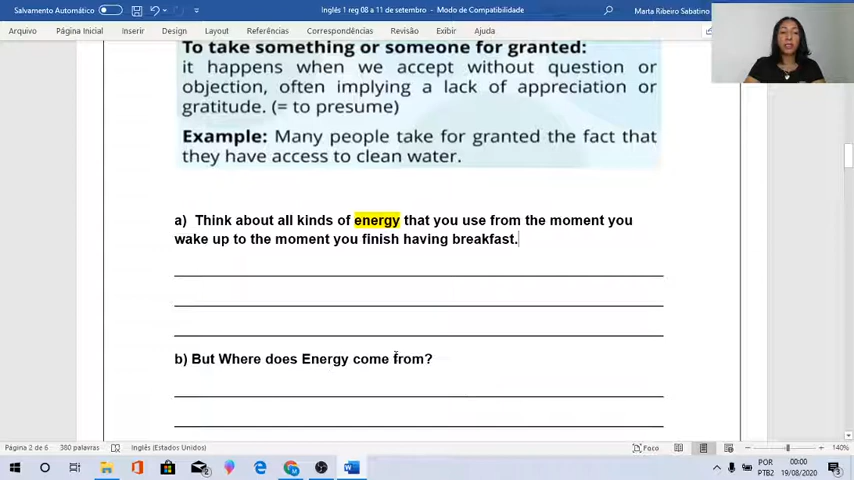 Salvamento Automático
Inglês 1 reg 08 a 11 de setembro - Modo de Compatibilidade
Marta Ribeiro Sabatino
Arquivo Página Inicial Inserir Design Layout Referências Correspondências Revisão Exibir Ajuda
To take something or someone for granted:
it happens when we accept without question or
objection, often implying a lack of appreciation or
gratitude. (= to presume)
Example: Many people take for granted the fact that
they have access to clean water.
a) Think about all kinds of energy that you use from the moment you
wake up to the moment you finish having breakfast.
b) But Where does Energy come from?
Página 2 de 6 380 palavras Inglês (Estados Unidos) Foco 140%
POR 00:00
PTB2 19/08/2020